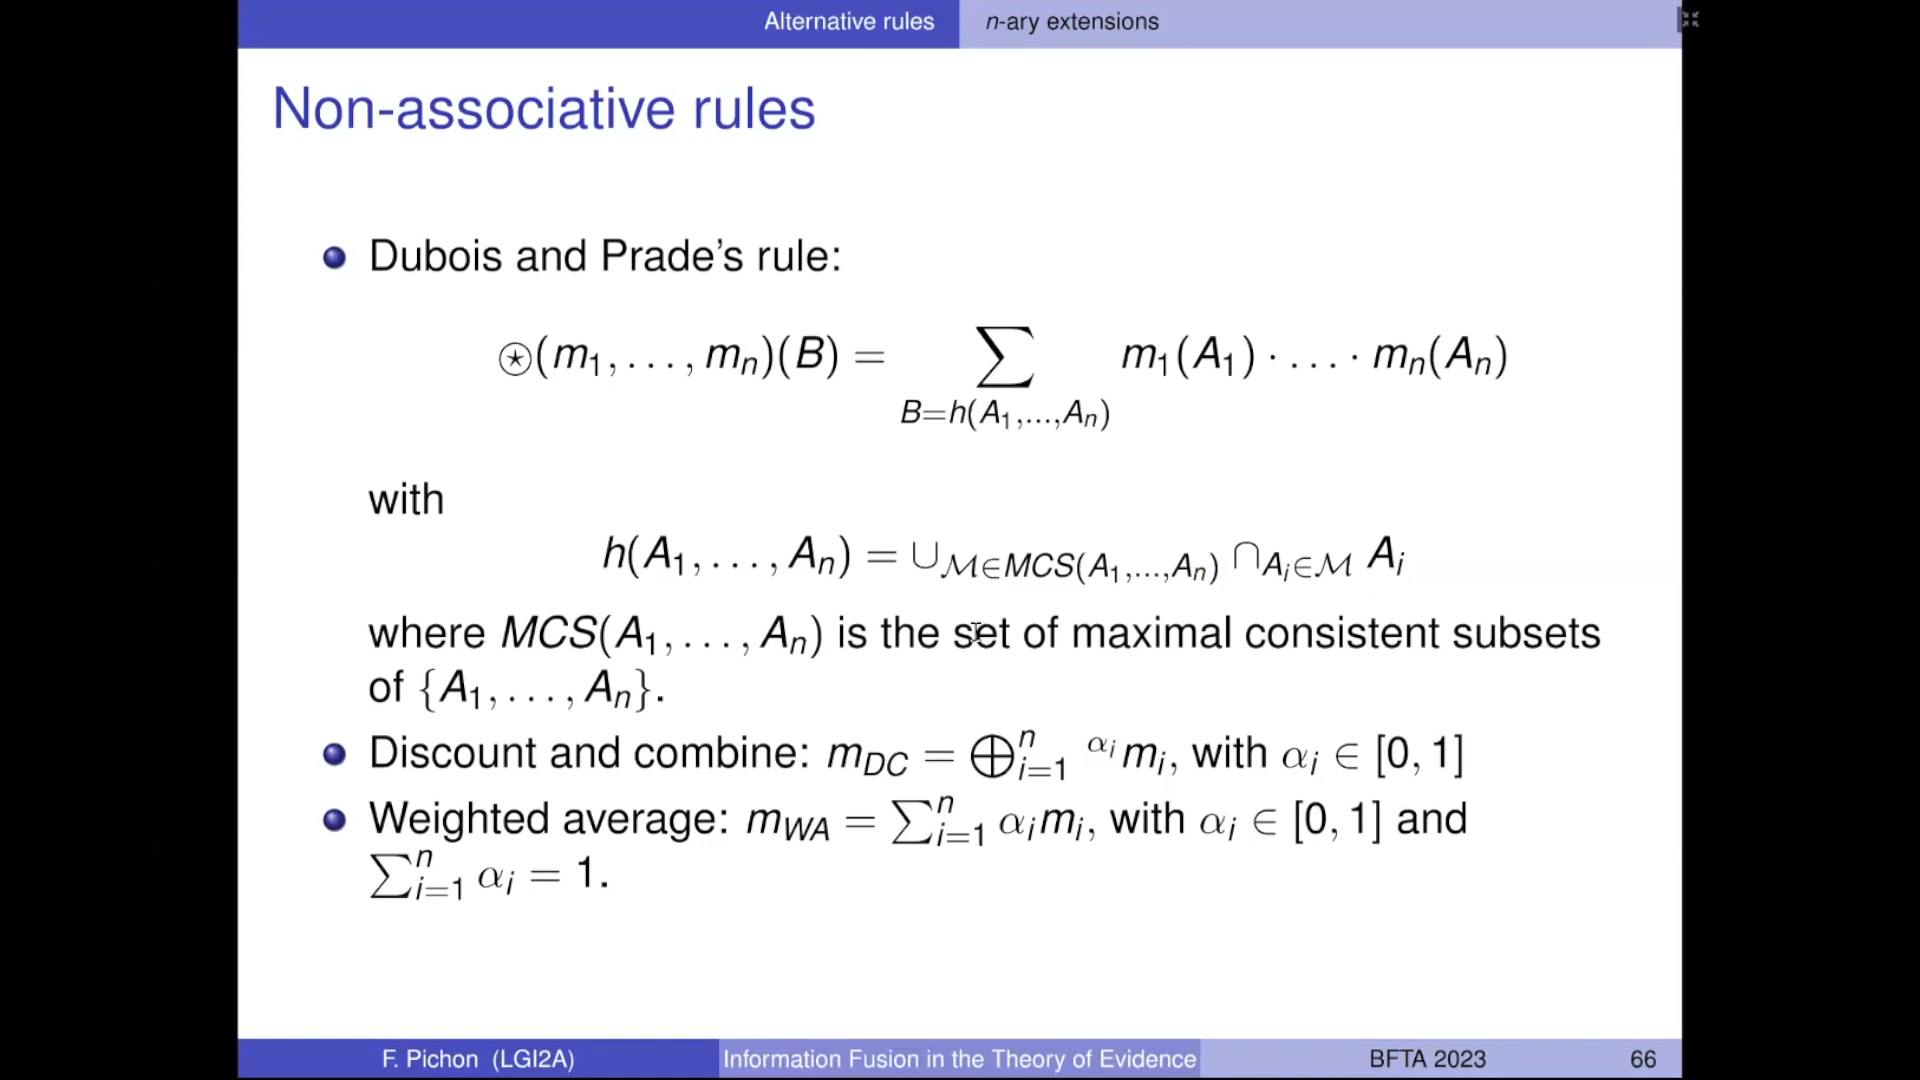 Alternative rules n-ary extensions
Non-associative rules
Dubois and Prade's rule:
⊛(m₁, . . . , mₙ)(B) = ∑_{B=h(A₁,...,Aₙ)} m₁(A₁) · . . . · mₙ(Aₙ)
with
h(A₁, . . . , Aₙ) = ∪_{ℳ∈MCS(A₁,...,Aₙ)} ∩_{Aᵢ∈ℳ} Aᵢ
where MCS(A₁, . . . , Aₙ) is the set of maximal consistent subsets
of {A₁, . . . , Aₙ}.
Discount and combine: m_{DC} = ⊕ⁿᵢ₌₁ ^{αᵢ}mᵢ, with αᵢ ∈ [0, 1]
Weighted average: m_{WA} = ∑ⁿᵢ₌₁ αᵢmᵢ, with αᵢ ∈ [0, 1] and
∑ⁿᵢ₌₁ αᵢ = 1.
F. Pichon (LGI2A) Information Fusion in the Theory of Evidence BFTA 2023 66